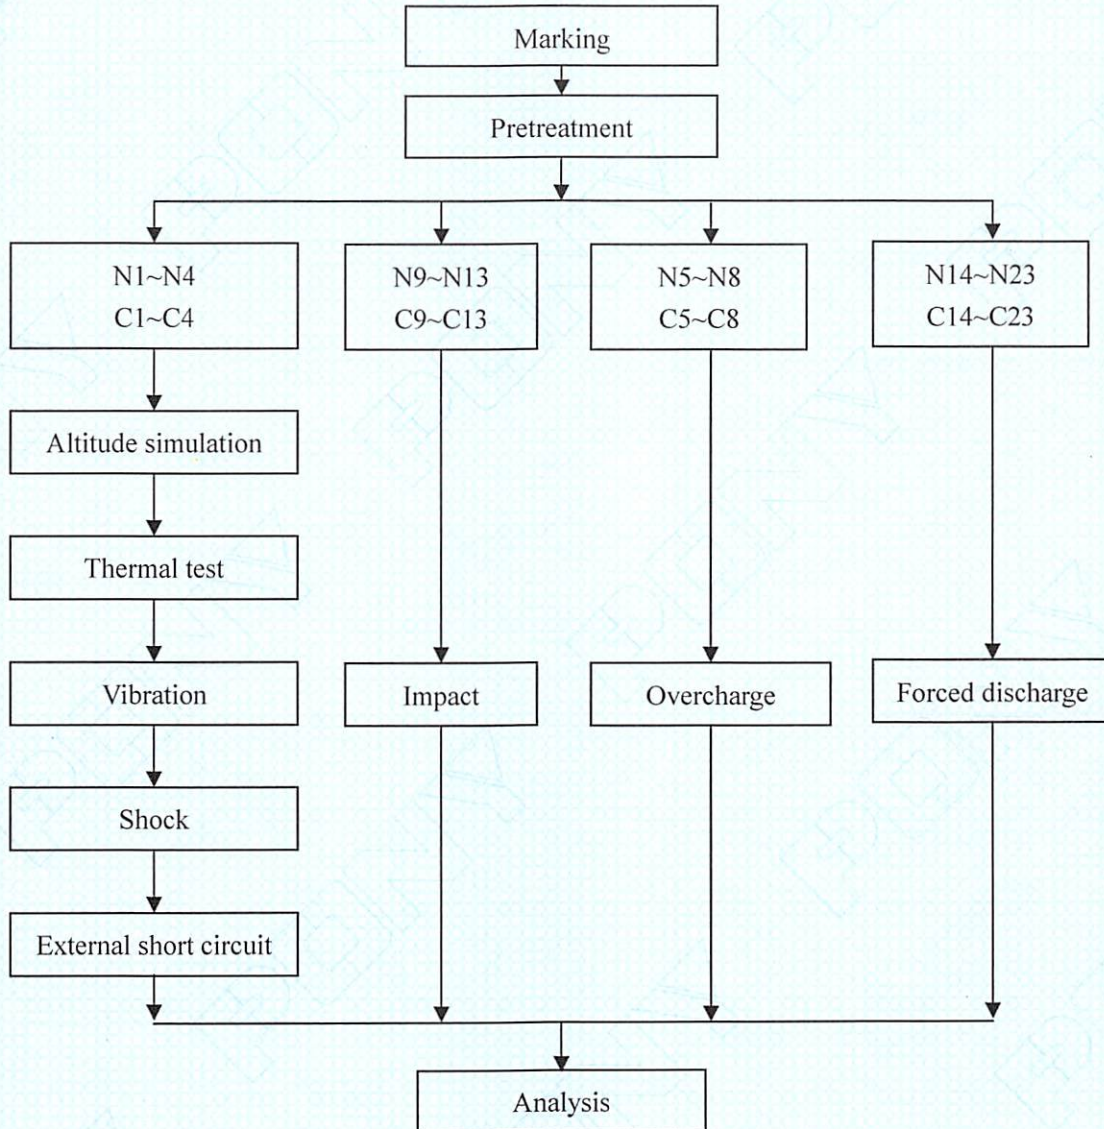 Marking
Pretreatment
N1~N4
C1~C4
N9~N13
C9~C13
N5~N8
C5~C8
N14~N23
C14~C23
Altitude simulation
Thermal test
Vibration
Impact
Overcharge
Forced discharge
Shock
External short circuit
Analysis